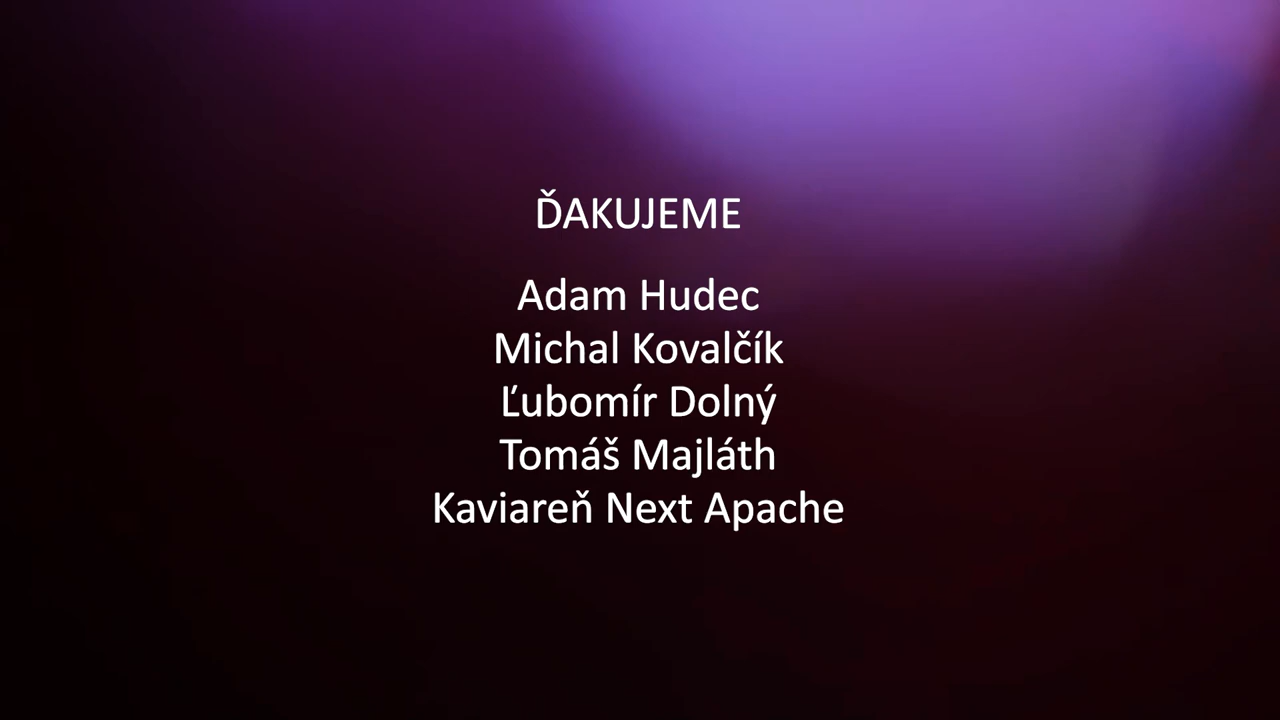 ĎAKUJEME
Adam Hudec
Michal Kovalčík
Ľubomír Dolný
Tomáš Majláth
Kaviareň Next Apache